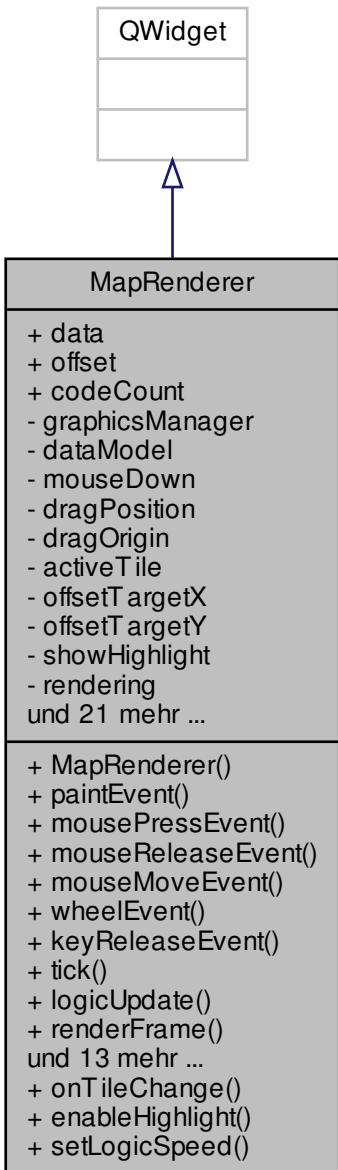 QWidget
MapRenderer
+ data
+ offset
+ codeCount
- graphicsManager
- dataModel
- mouseDown
- dragPosition
- dragOrigin
- activeTile
- offsetTargetX
- offsetTargetY
- showHighlight
- rendering
und 21 mehr ...
+ MapRenderer()
+ paintEvent()
+ mousePressEvent()
+ mouseReleaseEvent()
+ mouseMoveEvent()
+ wheelEvent()
+ keyReleaseEvent()
+ tick()
+ logicUpdate()
+ renderFrame()
und 13 mehr ...
+ onTileChange()
+ enableHighlight()
+ setLogicSpeed()